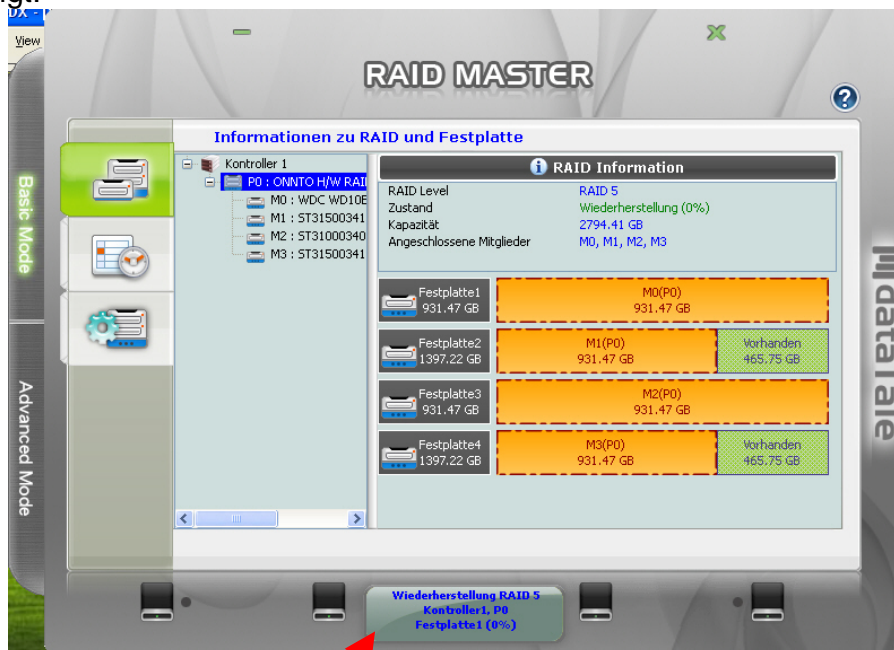 View
RAID MASTER
Informationen zu RAID und Festplatte
Basic Mode
Advanced Mode
Kontroller 1
P0 : ONNTO H/W RAI
M0 : WDC WD10E
M1 : ST31500341
M2 : ST31000340
M3 : ST31500341
RAID Information
RAID Level RAID 5
Zustand Wiederherstellung (0%)
Kapazität 2794.41 GB
Angeschlossene Mitglieder M0, M1, M2, M3
Festplatte1 M0(P0)
931.47 GB 931.47 GB
Festplatte2 M1(P0) Vorhanden
1397.22 GB 931.47 GB 465.75 GB
Festplatte3 M2(P0)
931.47 GB 931.47 GB
Festplatte4 M3(P0) Vorhanden
1397.22 GB 931.47 GB 465.75 GB
dataTale
Wiederherstellung RAID 5
Kontroller1, P0
Festplatte1 (0%)